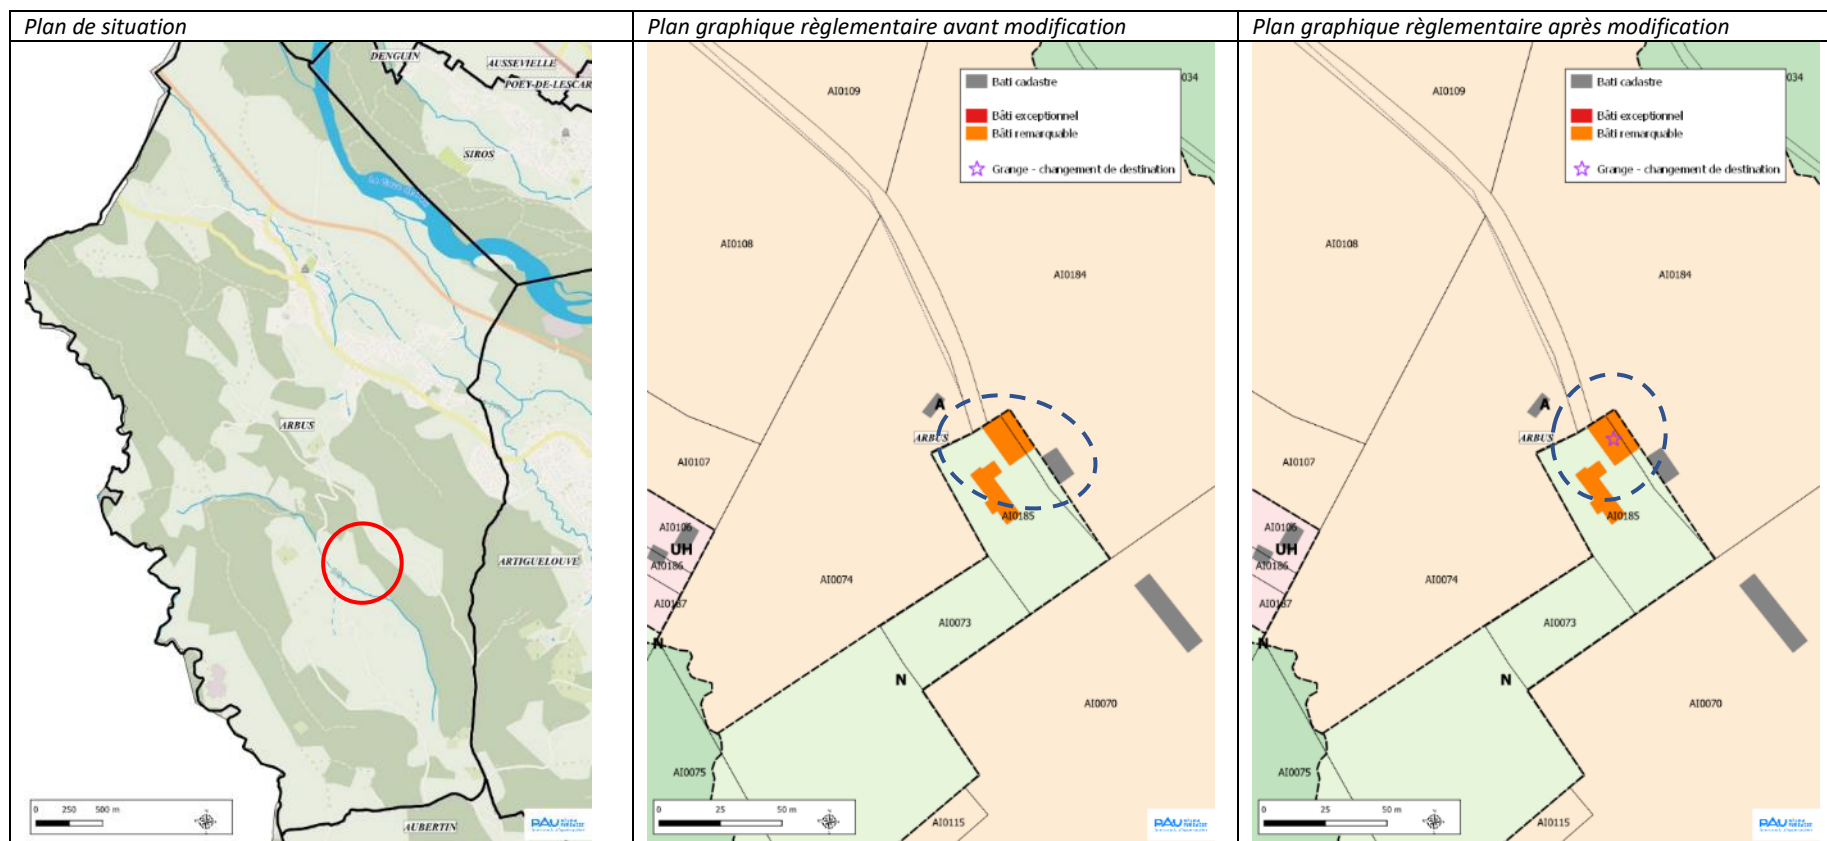 Plan de situation
Plan graphique règlementaire avant modification
Plan graphique règlementaire après modification
DENGUIN
AUSSEVIELLE
POEY-DE-LESCAR
SIROS
ARBUS
ARTIGUELOUVE
AUBERTIN
0 250 500 m
PAU
Bati cadastre
Bâti exceptionnel
Bâti remarquable
Grange - changement de destination
034
AI0109
AI0108
AI0184
A
ARBUS
AI0107
AI0185
AI0106
UH
AI0186
AI0187
AI0074
AI0073
N
N
AI0070
AI0075
AI0115
0 25 50 m
PAU
Bati cadastre
Bâti exceptionnel
Bâti remarquable
Grange - changement de destination
034
AI0109
AI0108
AI0184
A
ARBUS
AI0107
AI0185
AI0106
UH
AI0186
AI0187
AI0074
AI0073
N
N
AI0070
AI0075
AI0115
0 25 50 m
PAU